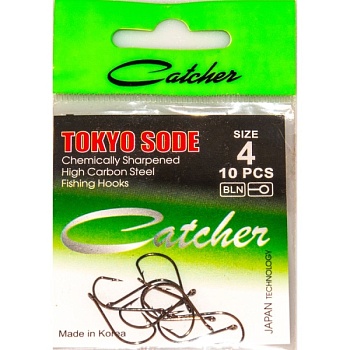 Catcher
TOKYO SODE
Chemically Sharpened
High Carbon Steel
Fishing Hooks
SIZE
4
10 PCS
BLN
Catcher
Made in Korea
JAPAN TECHNOLOGY